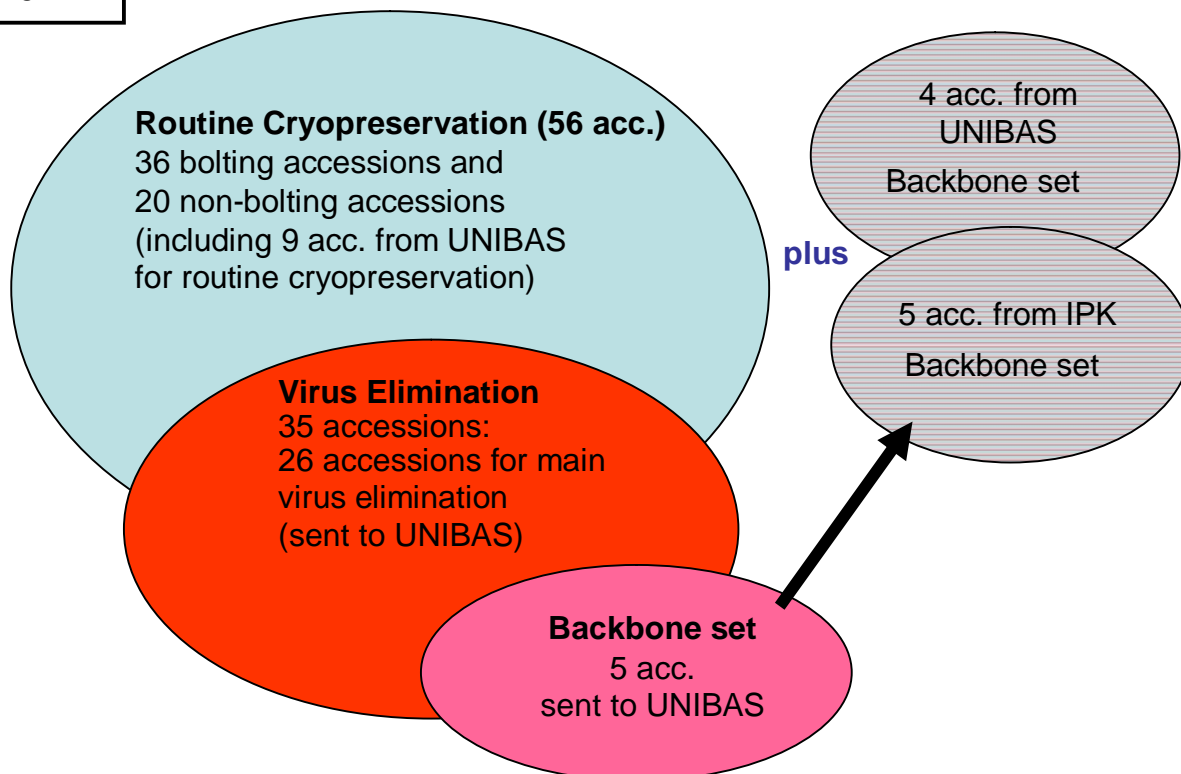 Routine Cryopreservation (56 acc.)
36 bolting accessions and
20 non-bolting accessions
(including 9 acc. from UNIBAS
for routine cryopreservation)
4 acc. from
UNIBAS
Backbone set
plus
5 acc. from IPK
Backbone set
Virus Elimination
35 accessions:
26 accessions for main
virus elimination
(sent to UNIBAS)
Backbone set
5 acc.
sent to UNIBAS